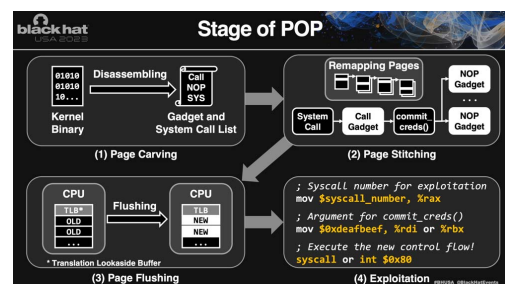 black hat
USA 2023
Stage of POP
01010
01010
10...
Disassembling
Call
NOP
SYS
Kernel
Binary
Gadget and
System Call List
(1) Page Carving
Remapping Pages
System
Call
Call
Gadget
commit_
creds()
NOP
Gadget
...
NOP
Gadget
(2) Page Stitching
CPU
TLB*
OLD
OLD
...
Flushing
CPU
TLB
NEW
NEW
...
* Translation Lookaside Buffer
(3) Page Flushing
; Syscall number for exploitation
mov $syscall_number, %rax
; Argument for commit_creds()
mov $0xdeafbeef, %rdi or %rbx
; Execute the new control flow!
syscall or int $0x80
(4) Exploitation
#BHUSA @BlackHatEvents